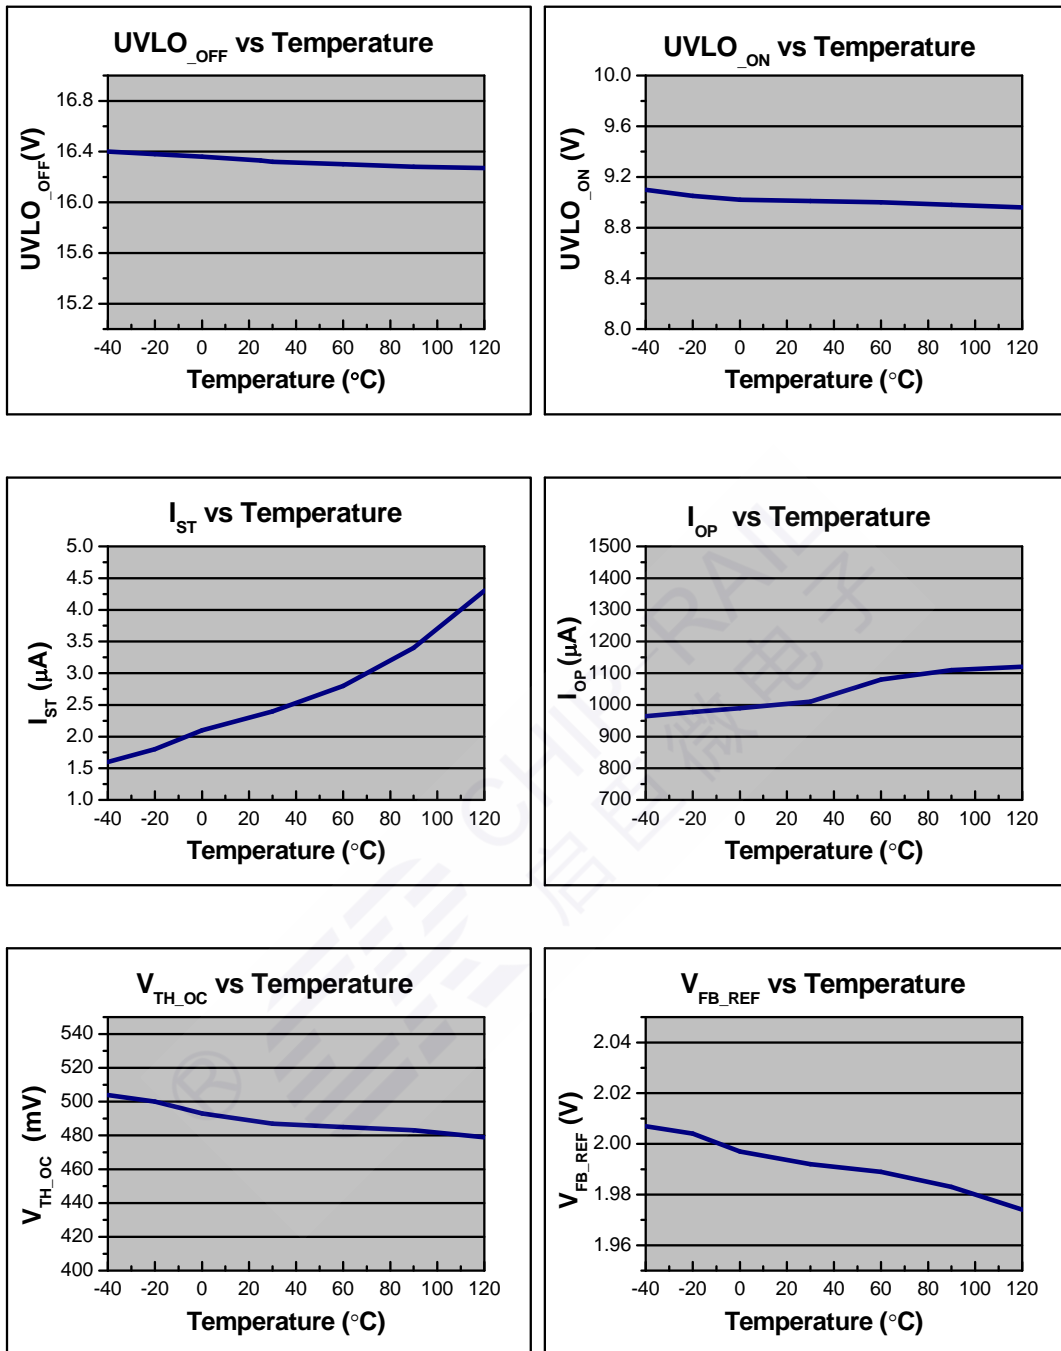 UVLO_OFF vs Temperature
UVLO_OFF(V)
16.8
16.4
16.0
15.6
15.2
-40 -20 0 20 40 60 80 100 120
Temperature (°C)
UVLO_ON vs Temperature
UVLO_ON (V)
10.0
9.6
9.2
8.8
8.4
8.0
-40 -20 0 20 40 60 80 100 120
Temperature (°C)
I_ST vs Temperature
I_ST (μA)
5.0
4.5
4.0
3.5
3.0
2.5
2.0
1.5
1.0
-40 -20 0 20 40 60 80 100 120
Temperature (°C)
I_OP vs Temperature
I_OP (μA)
1500
1400
1300
1200
1100
1000
900
800
700
-40 -20 0 20 40 60 80 100 120
Temperature (°C)
V_TH_OC vs Temperature
V_TH_OC (mV)
540
520
500
480
460
440
420
400
-40 -20 0 20 40 60 80 100 120
Temperature (°C)
V_FB_REF vs Temperature
V_FB_REF (V)
2.04
2.02
2.00
1.98
1.96
-40 -20 0 20 40 60 80 100 120
Temperature (°C)
CHIP-RAIL
启臣微电子
®